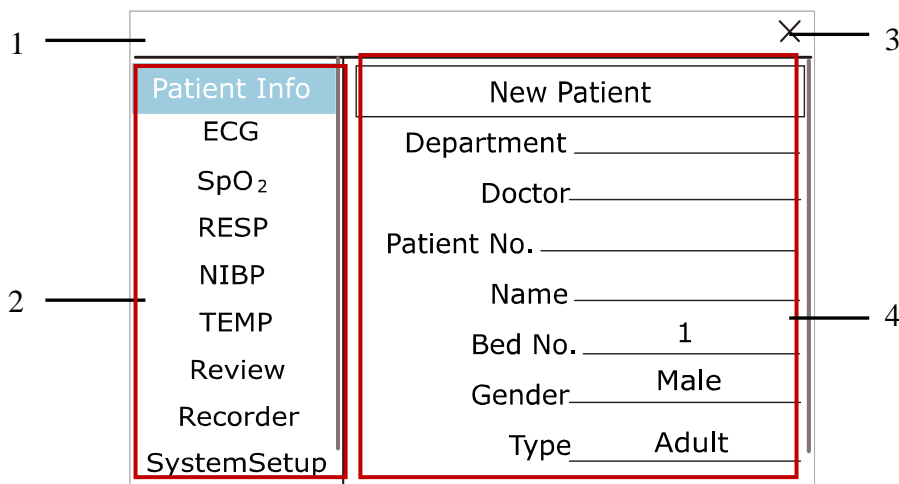 1
3
Patient Info
ECG
SpO₂
RESP
NIBP
TEMP
Review
Recorder
SystemSetup
2
New Patient
Department
Doctor
Patient No.
Name
Bed No. 1
Gender Male
Type Adult
4